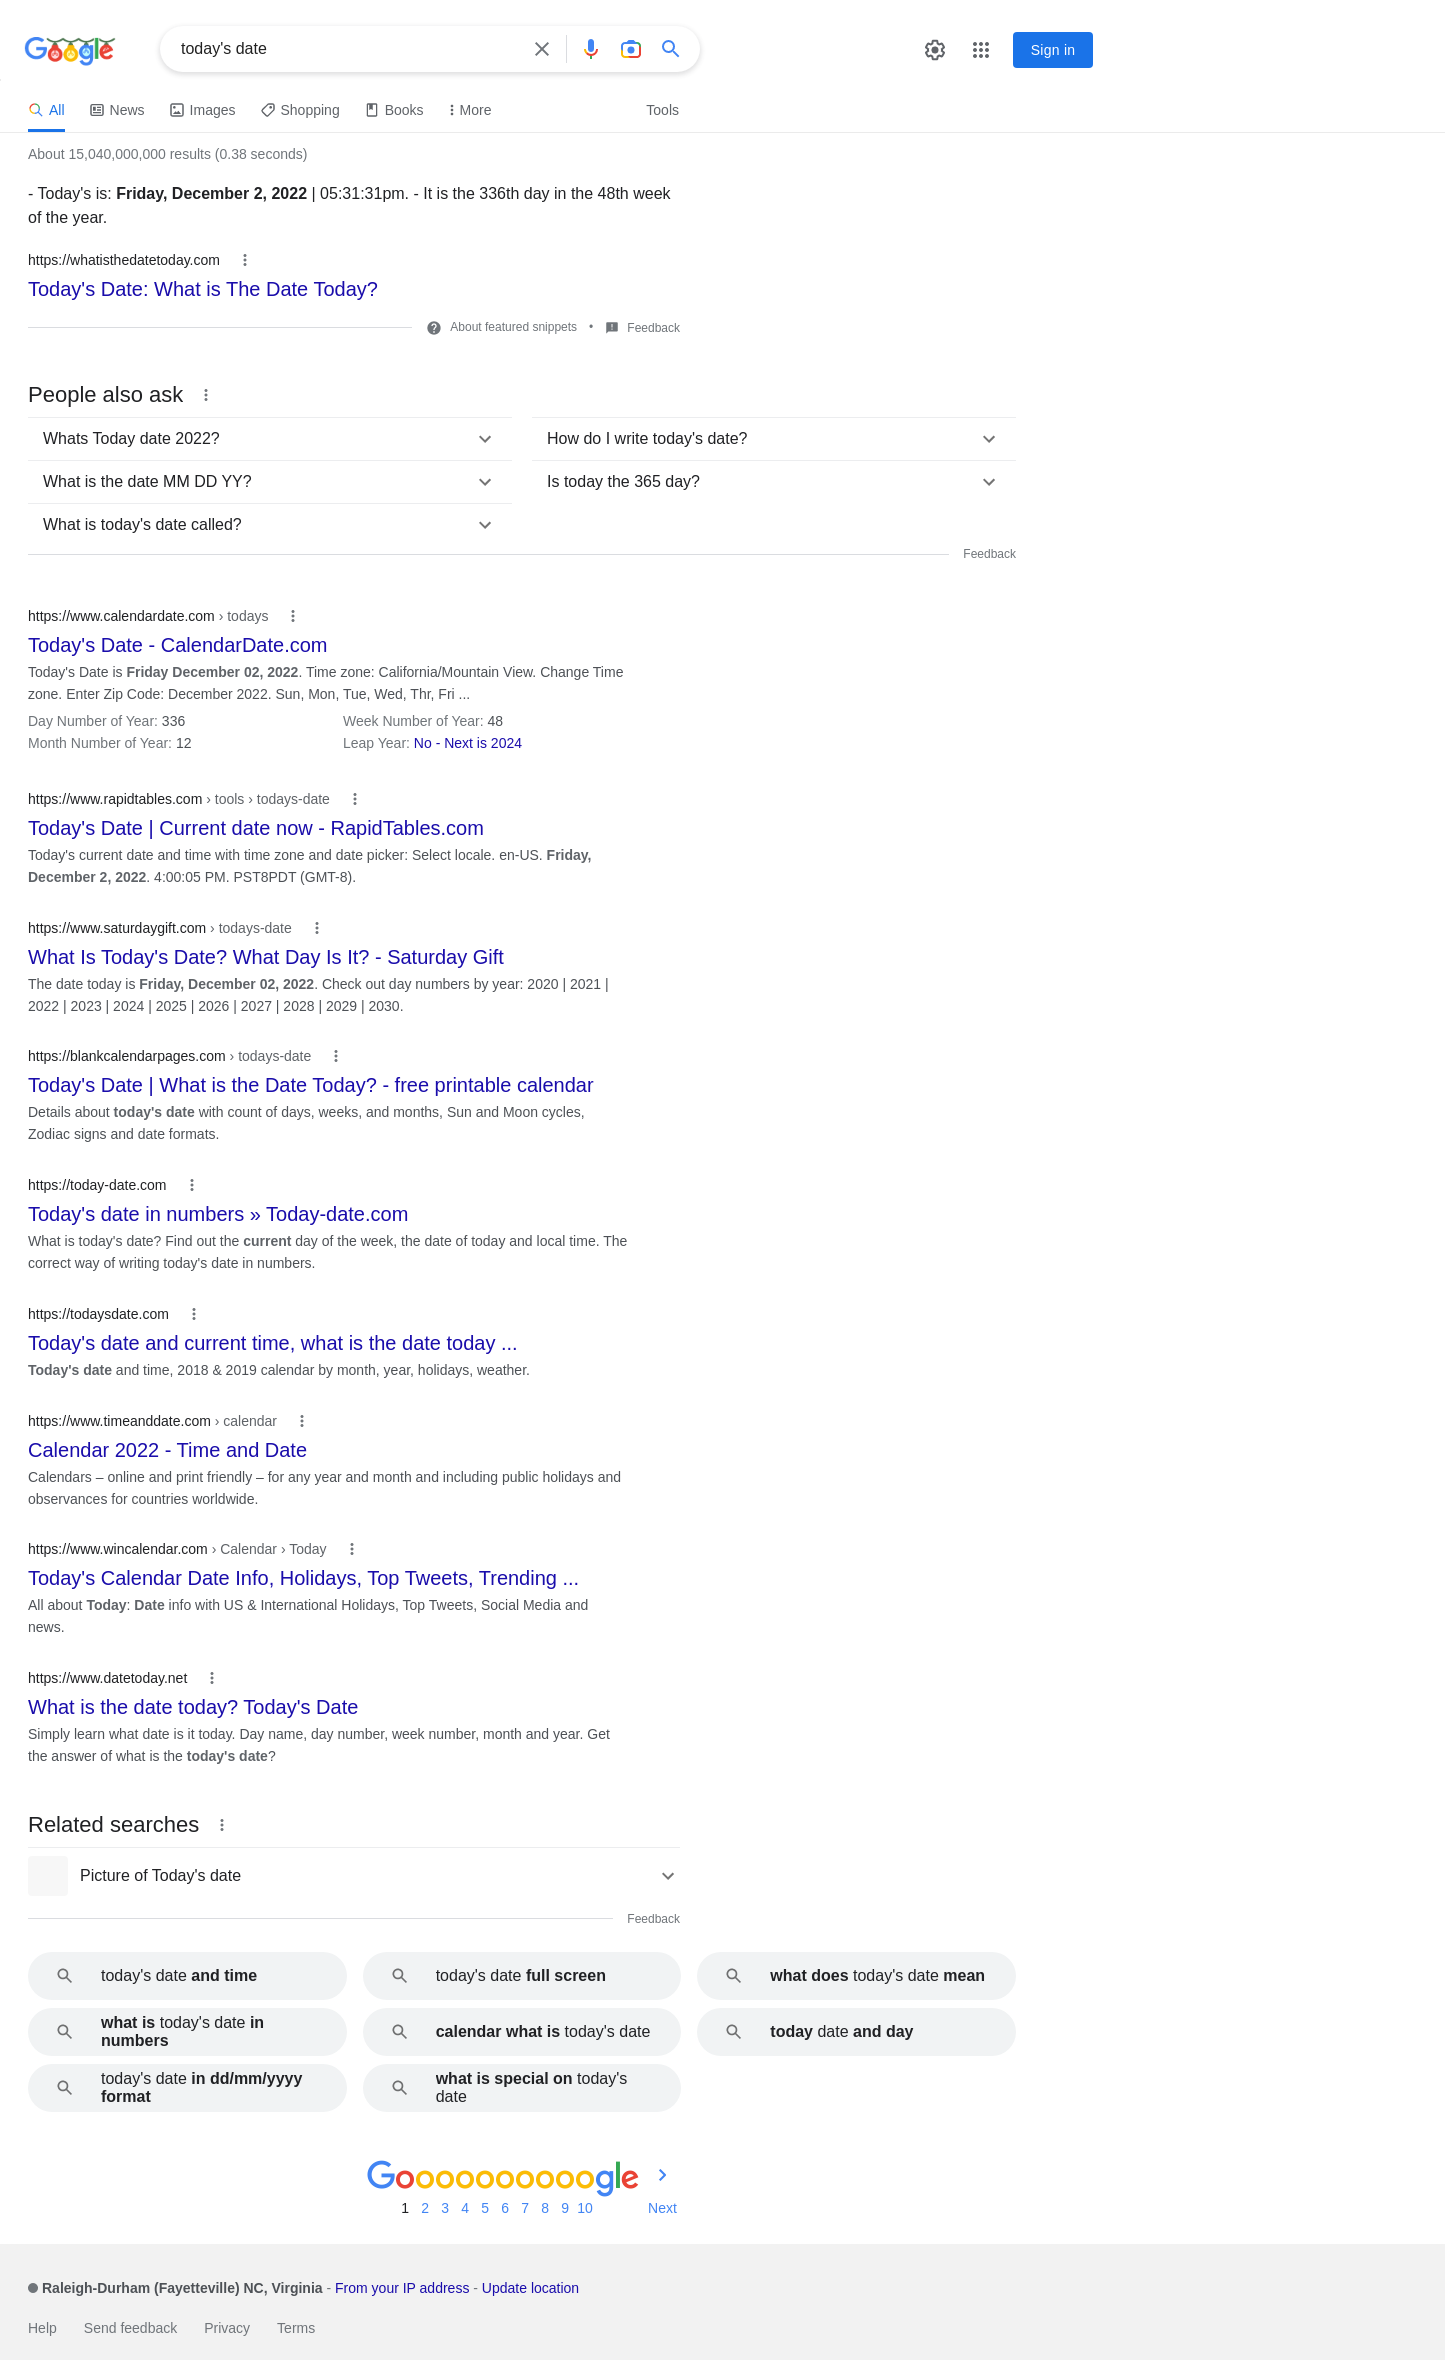 Google
today's date
Sign in
All News Images Shopping Books More Tools
About 15,040,000,000 results (0.38 seconds)
- Today's is: Friday, December 2, 2022 | 05:31:31pm. - It is the 336th day in the 48th week
of the year.
https://whatisthedatetoday.com
Today's Date: What is The Date Today?
About featured snippets • Feedback
People also ask
Whats Today date 2022?
How do I write today's date?
What is the date MM DD YY?
Is today the 365 day?
What is today's date called?
Feedback
https://www.calendardate.com › todays
Today's Date - CalendarDate.com
Today's Date is Friday December 02, 2022. Time zone: California/Mountain View. Change Time
zone. Enter Zip Code: December 2022. Sun, Mon, Tue, Wed, Thr, Fri ...
Day Number of Year: 336 Week Number of Year: 48
Month Number of Year: 12 Leap Year: No - Next is 2024
https://www.rapidtables.com › tools › todays-date
Today's Date | Current date now - RapidTables.com
Today's current date and time with time zone and date picker: Select locale. en-US. Friday,
December 2, 2022. 4:00:05 PM. PST8PDT (GMT-8).
https://www.saturdaygift.com › todays-date
What Is Today's Date? What Day Is It? - Saturday Gift
The date today is Friday, December 02, 2022. Check out day numbers by year: 2020 | 2021 |
2022 | 2023 | 2024 | 2025 | 2026 | 2027 | 2028 | 2029 | 2030.
https://blankcalendarpages.com › todays-date
Today's Date | What is the Date Today? - free printable calendar
Details about today's date with count of days, weeks, and months, Sun and Moon cycles,
Zodiac signs and date formats.
https://today-date.com
Today's date in numbers » Today-date.com
What is today's date? Find out the current day of the week, the date of today and local time. The
correct way of writing today's date in numbers.
https://todaysdate.com
Today's date and current time, what is the date today ...
Today's date and time, 2018 & 2019 calendar by month, year, holidays, weather.
https://www.timeanddate.com › calendar
Calendar 2022 - Time and Date
Calendars – online and print friendly – for any year and month and including public holidays and
observances for countries worldwide.
https://www.wincalendar.com › Calendar › Today
Today's Calendar Date Info, Holidays, Top Tweets, Trending ...
All about Today: Date info with US & International Holidays, Top Tweets, Social Media and
news.
https://www.datetoday.net
What is the date today? Today's Date
Simply learn what date is it today. Day name, day number, week number, month and year. Get
the answer of what is the today's date?
Related searches
Picture of Today's date
Feedback
today's date and time
today's date full screen
what does today's date mean
what is today's date in
numbers
calendar what is today's date
today date and day
today's date in dd/mm/yyyy
format
what is special on today's
date
Goooooooooogle
1 2 3 4 5 6 7 8 9 10 Next
Raleigh-Durham (Fayetteville) NC, Virginia - From your IP address - Update location
Help Send feedback Privacy Terms